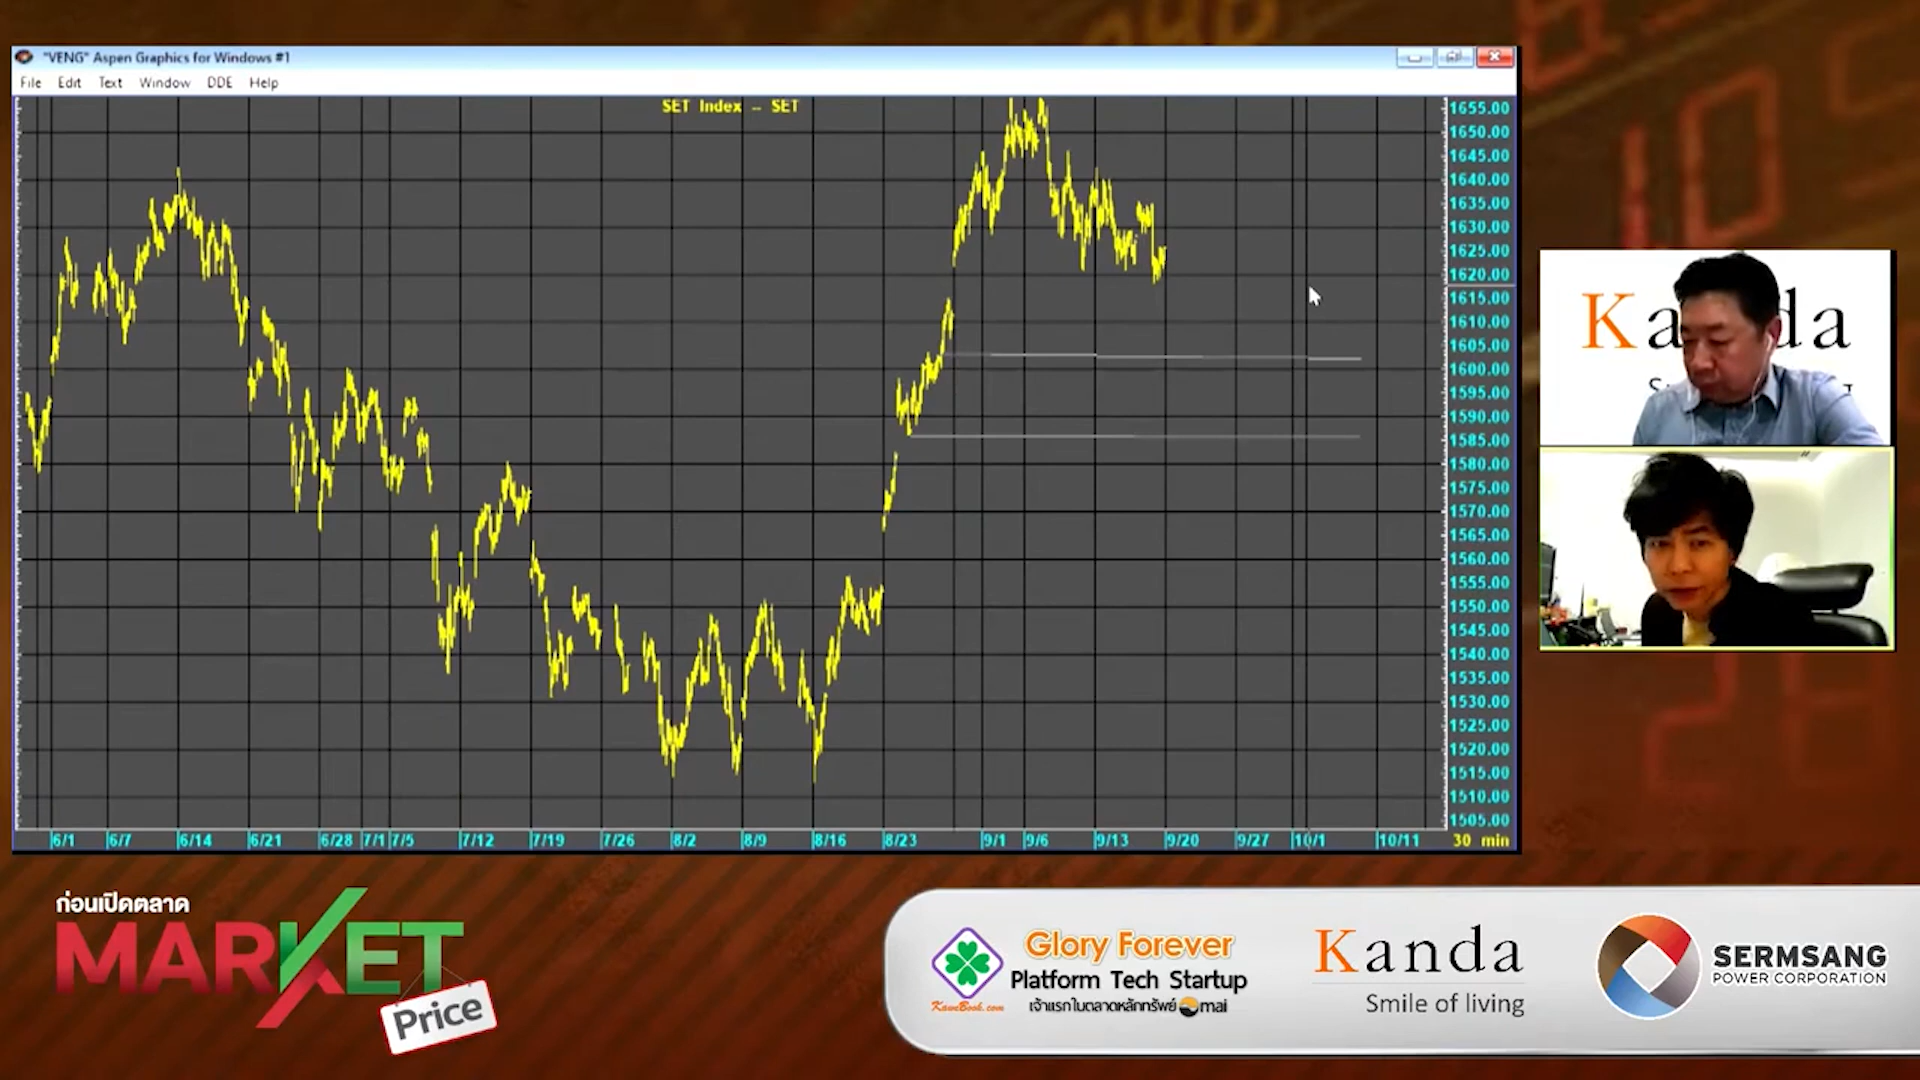 "VENG" Aspen Graphics for Windows #1
File Edit Text Window DDE Help
SET Index -- SET
1655.00
1650.00
1645.00
1640.00
1635.00
1630.00
1625.00
1620.00
1615.00
1610.00
1605.00
1600.00
1595.00
1590.00
1585.00
1580.00
1575.00
1570.00
1565.00
1560.00
1555.00
1550.00
1545.00
1540.00
1535.00
1530.00
1525.00
1520.00
1515.00
1510.00
1505.00
6/1 6/7 6/14 6/21 6/28 7/1 7/5 7/12 7/19 7/26 8/2 8/9 8/16 8/23 9/1 9/6 9/13 9/20 9/27 10/1 10/11 30 min
ก่อนเปิดตลาด
MARKET
Price
Glory Forever
Platform Tech Startup
KaweBook.com
เจ้าแรกในตลาดหลักทรัพย์ mai
Kanda
Smile of living
SERMSANG
POWER CORPORATION